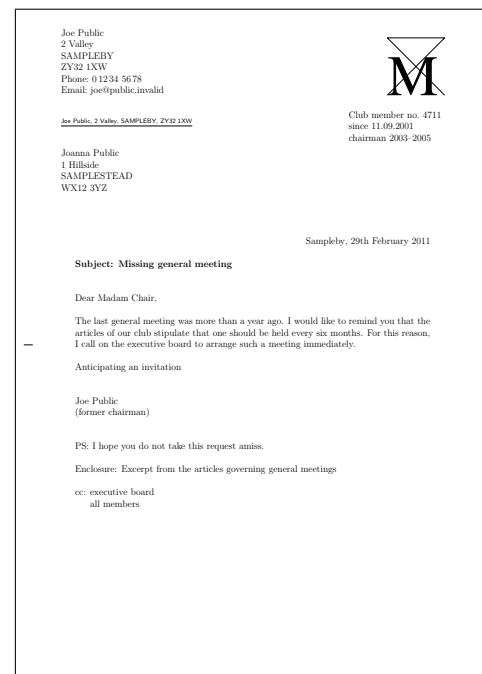 Joe Public
2 Valley
SAMPLEBY
ZY32 1XW
Phone: 0 12 34 56 78
Email: joe@public.invalid
M
Joe Public, 2 Valley, SAMPLEBY, ZY32 1XW
Club member no. 4711
since 11.09.2001
chairman 2003–2005
Joanna Public
1 Hillside
SAMPLESTEAD
WX12 3YZ
Sampleby, 29th February 2011
Subject: Missing general meeting
Dear Madam Chair,
The last general meeting was more than a year ago. I would like to remind you that the
articles of our club stipulate that one should be held every six months. For this reason,
I call on the executive board to arrange such a meeting immediately.
Anticipating an invitation
Joe Public
(former chairman)
PS: I hope you do not take this request amiss.
Enclosure: Excerpt from the articles governing general meetings
cc: executive board
all members